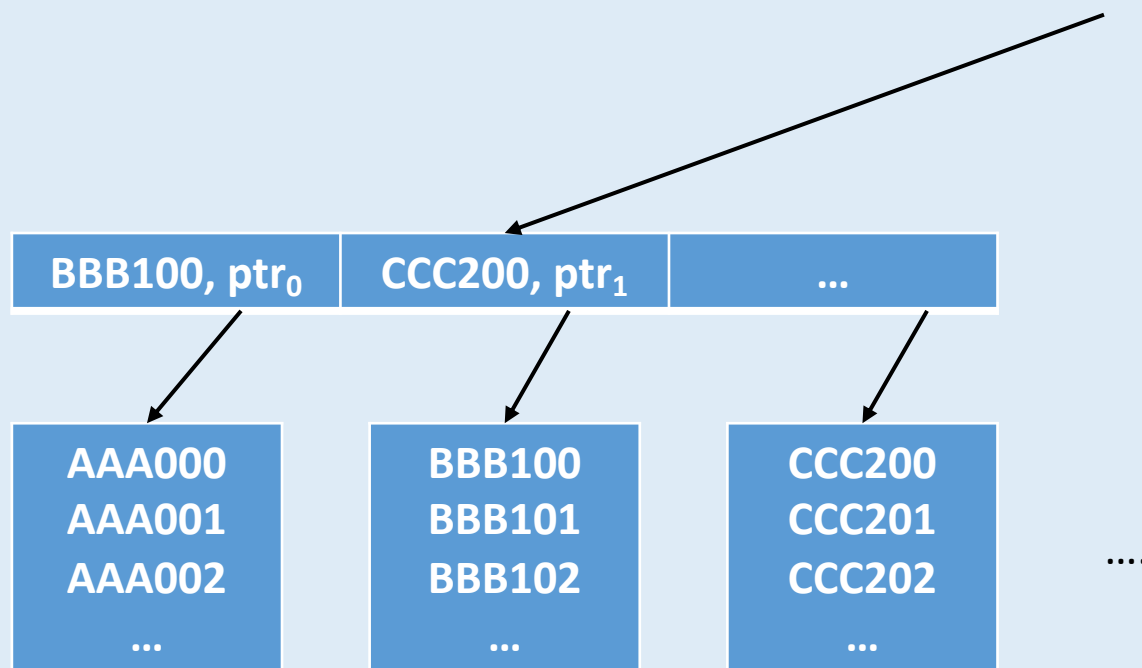 BBB100, ptr₀
CCC200, ptr₁
...
AAA000
AAA001
AAA002
...
BBB100
BBB101
BBB102
...
CCC200
CCC201
CCC202
...
....